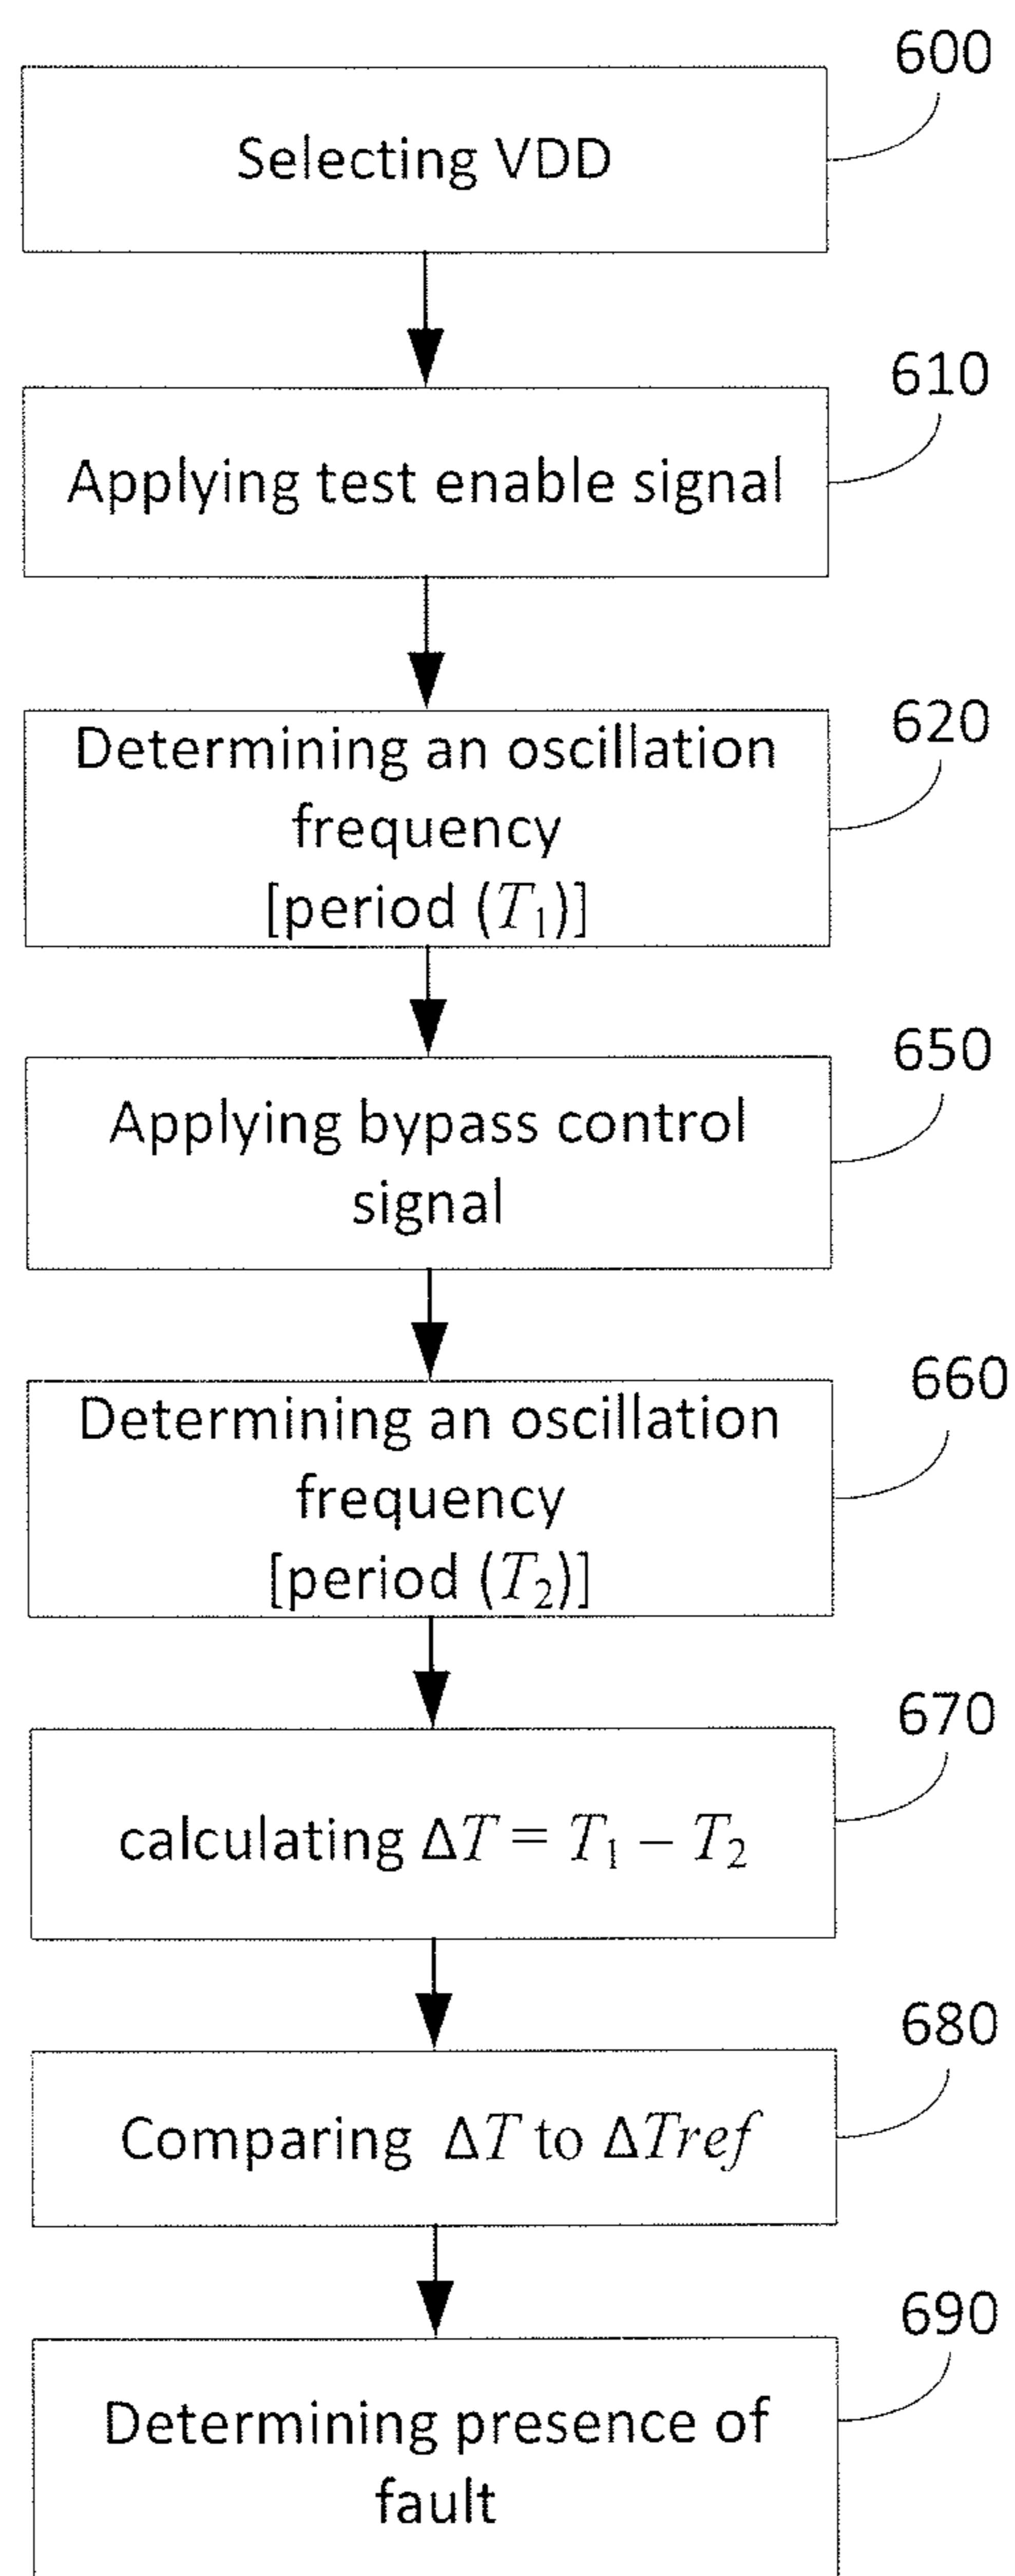 600
Selecting VDD
610
Applying test enable signal
620
Determining an oscillation
frequency
[period (T₁)]
650
Applying bypass control
signal
660
Determining an oscillation
frequency
[period (T₂)]
670
calculating ΔT = T₁ – T₂
680
Comparing ΔT to ΔTref
690
Determining presence of
fault